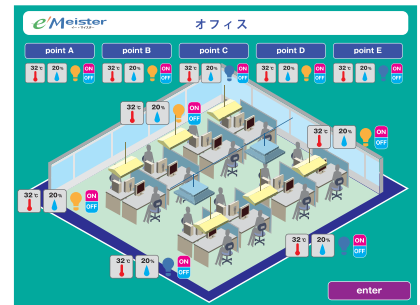 e'Meister
オフィス
point A
point B
point C
point D
point E
32℃ 20% ON OFF
32℃ 20% ON OFF
32℃ 20% ON OFF
32℃ 20% ON OFF
32℃ 20% ON OFF
32℃ 20% ON OFF
32℃ 20% ON OFF
32℃ 20% ON OFF
32℃ 20% ON OFF
32℃ 20% ON OFF
enter